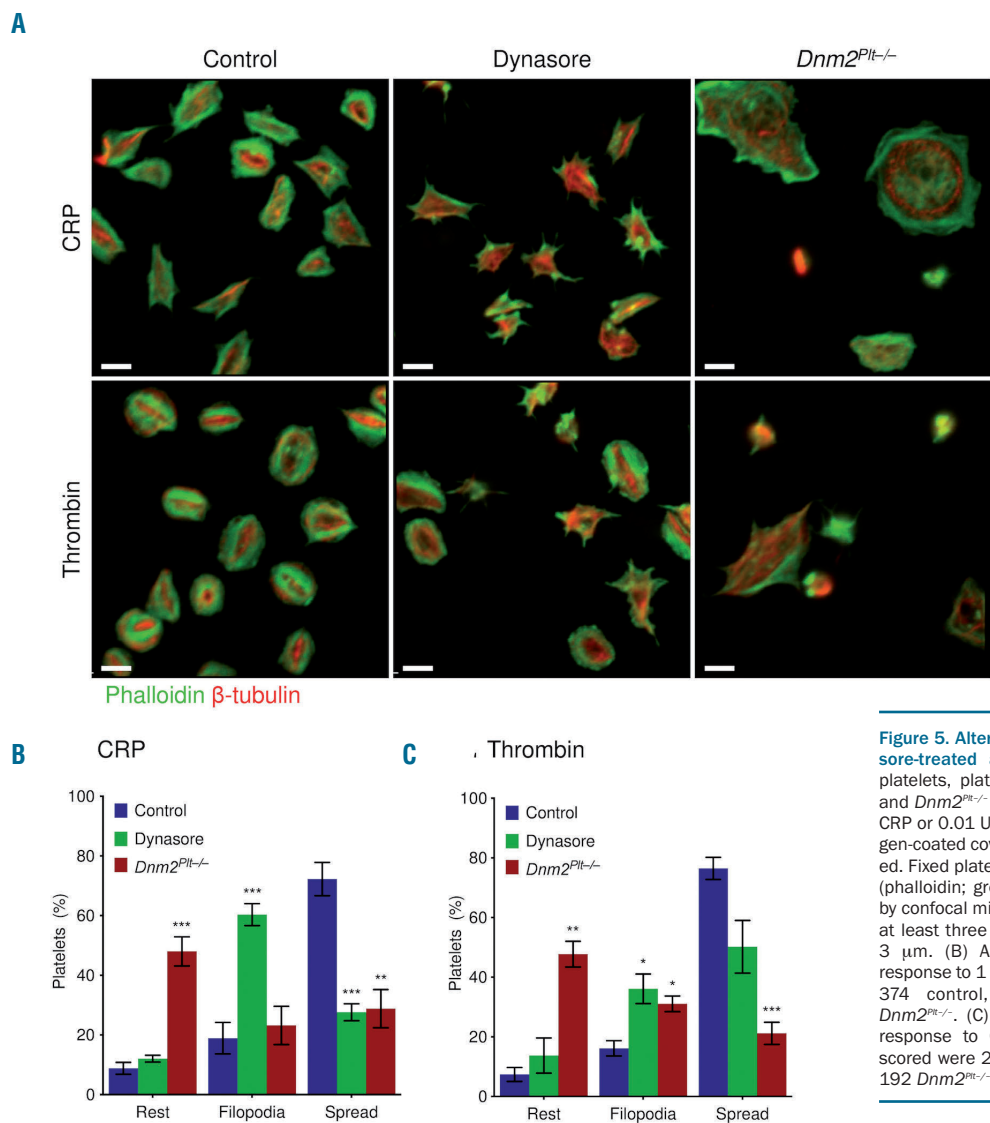 A
Control Dynasore Dnm2Plt–/–
CRP
Thrombin
Phalloidin β-tubulin
B CRP
100
80
60
40
20
0
Platelets (%)
Control
Dynasore
Dnm2Plt–/–
***
***
***
**
Rest Filopodia Spread
C Thrombin
100
80
60
40
20
0
Platelets (%)
Control
Dynasore
Dnm2Plt–/–
**
*
*
***
Rest Filopodia Spread
Figure 5. Alter
sore-treated
platelets, plat
and Dnm2Plt–/–
CRP or 0.01 U
gen-coated cov
ed. Fixed platel
(phalloidin; gre
by confocal mi
at least three
3 μm. (B) A
response to 1
374 control,
Dnm2Plt–/–. (C)
response to
scored were 2
192 Dnm2Plt–/–